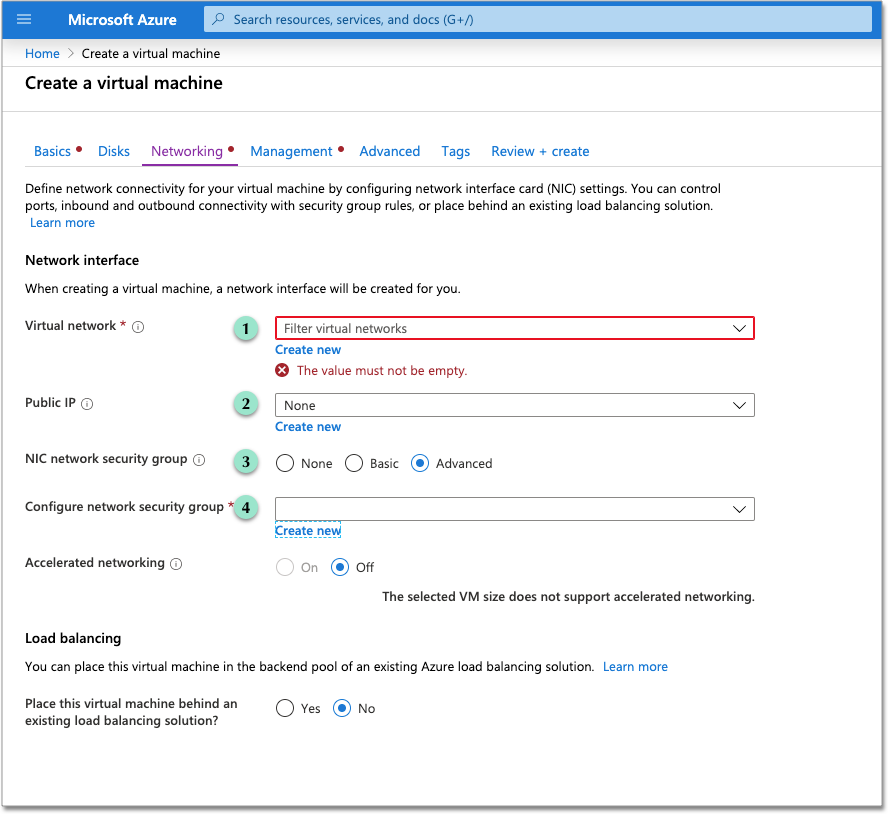 Microsoft Azure
Search resources, services, and docs (G+/)
Home > Create a virtual machine
Create a virtual machine
Basics Disks Networking Management Advanced Tags Review + create
Define network connectivity for your virtual machine by configuring network interface card (NIC) settings. You can control
ports, inbound and outbound connectivity with security group rules, or place behind an existing load balancing solution.
Learn more
Network interface
When creating a virtual machine, a network interface will be created for you.
Virtual network * 1 Filter virtual networks
Create new
The value must not be empty.
Public IP 2 None
Create new
NIC network security group 3 None Basic Advanced
Configure network security group * 4
Create new
Accelerated networking On Off
The selected VM size does not support accelerated networking.
Load balancing
You can place this virtual machine in the backend pool of an existing Azure load balancing solution. Learn more
Place this virtual machine behind an
existing load balancing solution?
Yes No